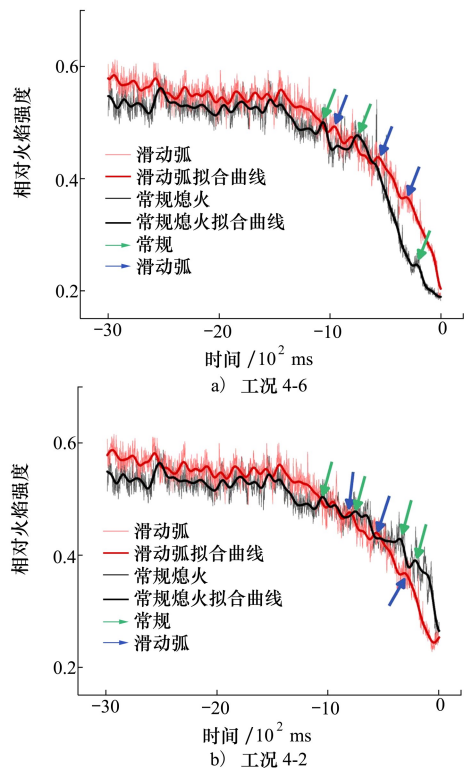 相对火焰强度
0.6
0.4
0.2
滑动弧
滑动弧拟合曲线
常规熄火
常规熄火拟合曲线
常规
滑动弧
−30 −20 −10 0
时间 /10² ms
a) 工况 4-6
相对火焰强度
0.6
0.4
0.2
滑动弧
滑动弧拟合曲线
常规熄火
常规熄火拟合曲线
常规
滑动弧
−30 −20 −10 0
时间 /10² ms
b) 工况 4-2